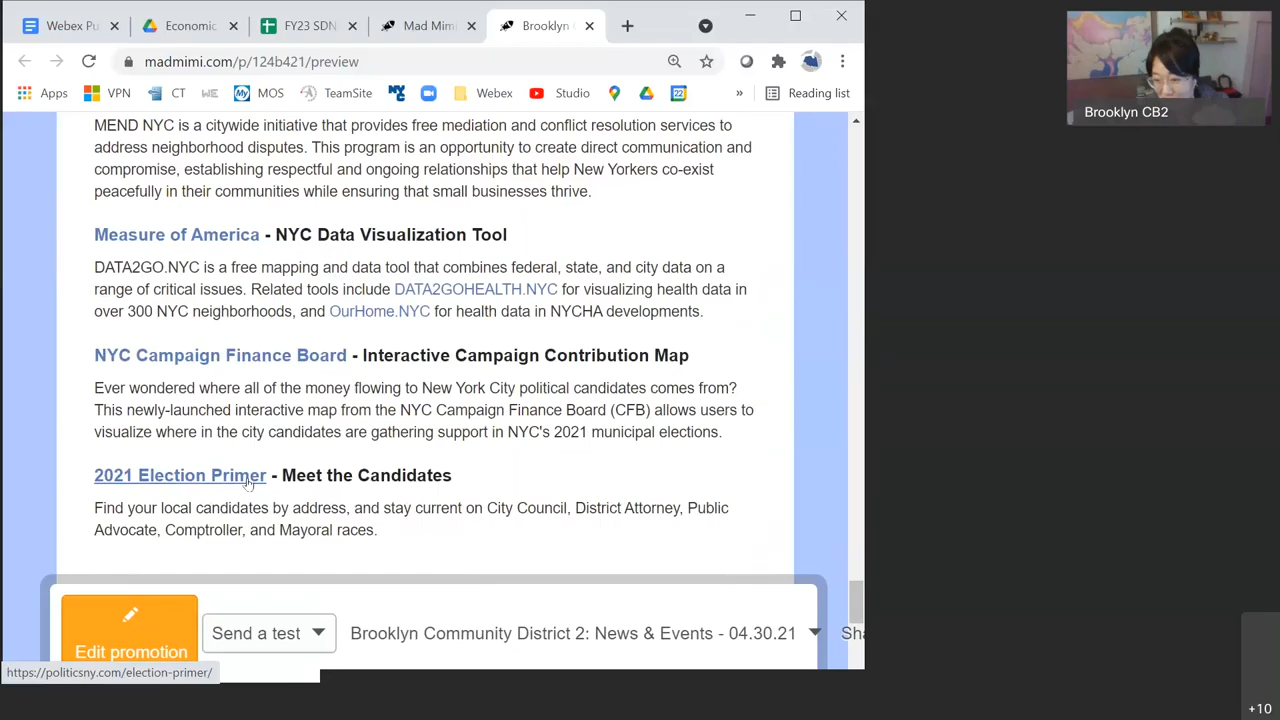 Webex Pu
Economic
FY23 SDN
Mad Mimi
Brooklyn
madmimi.com/p/124b421/preview
Apps
VPN
CT
WE
My
MOS
TeamSite
NYC
Webex
Studio
22
»
Reading list
Brooklyn CB2
MEND NYC is a citywide initiative that provides free mediation and conflict resolution services to
address neighborhood disputes. This program is an opportunity to create direct communication and
compromise, establishing respectful and ongoing relationships that help New Yorkers co-exist
peacefully in their communities while ensuring that small businesses thrive.
Measure of America - NYC Data Visualization Tool
DATA2GO.NYC is a free mapping and data tool that combines federal, state, and city data on a
range of critical issues. Related tools include DATA2GOHEALTH.NYC for visualizing health data in
over 300 NYC neighborhoods, and OurHome.NYC for health data in NYCHA developments.
NYC Campaign Finance Board - Interactive Campaign Contribution Map
Ever wondered where all of the money flowing to New York City political candidates comes from?
This newly-launched interactive map from the NYC Campaign Finance Board (CFB) allows users to
visualize where in the city candidates are gathering support in NYC's 2021 municipal elections.
2021 Election Primer - Meet the Candidates
Find your local candidates by address, and stay current on City Council, District Attorney, Public
Advocate, Comptroller, and Mayoral races.
Edit promotion
Send a test
Brooklyn Community District 2: News & Events - 04.30.21
Sha
https://politicsny.com/election-primer/
+10